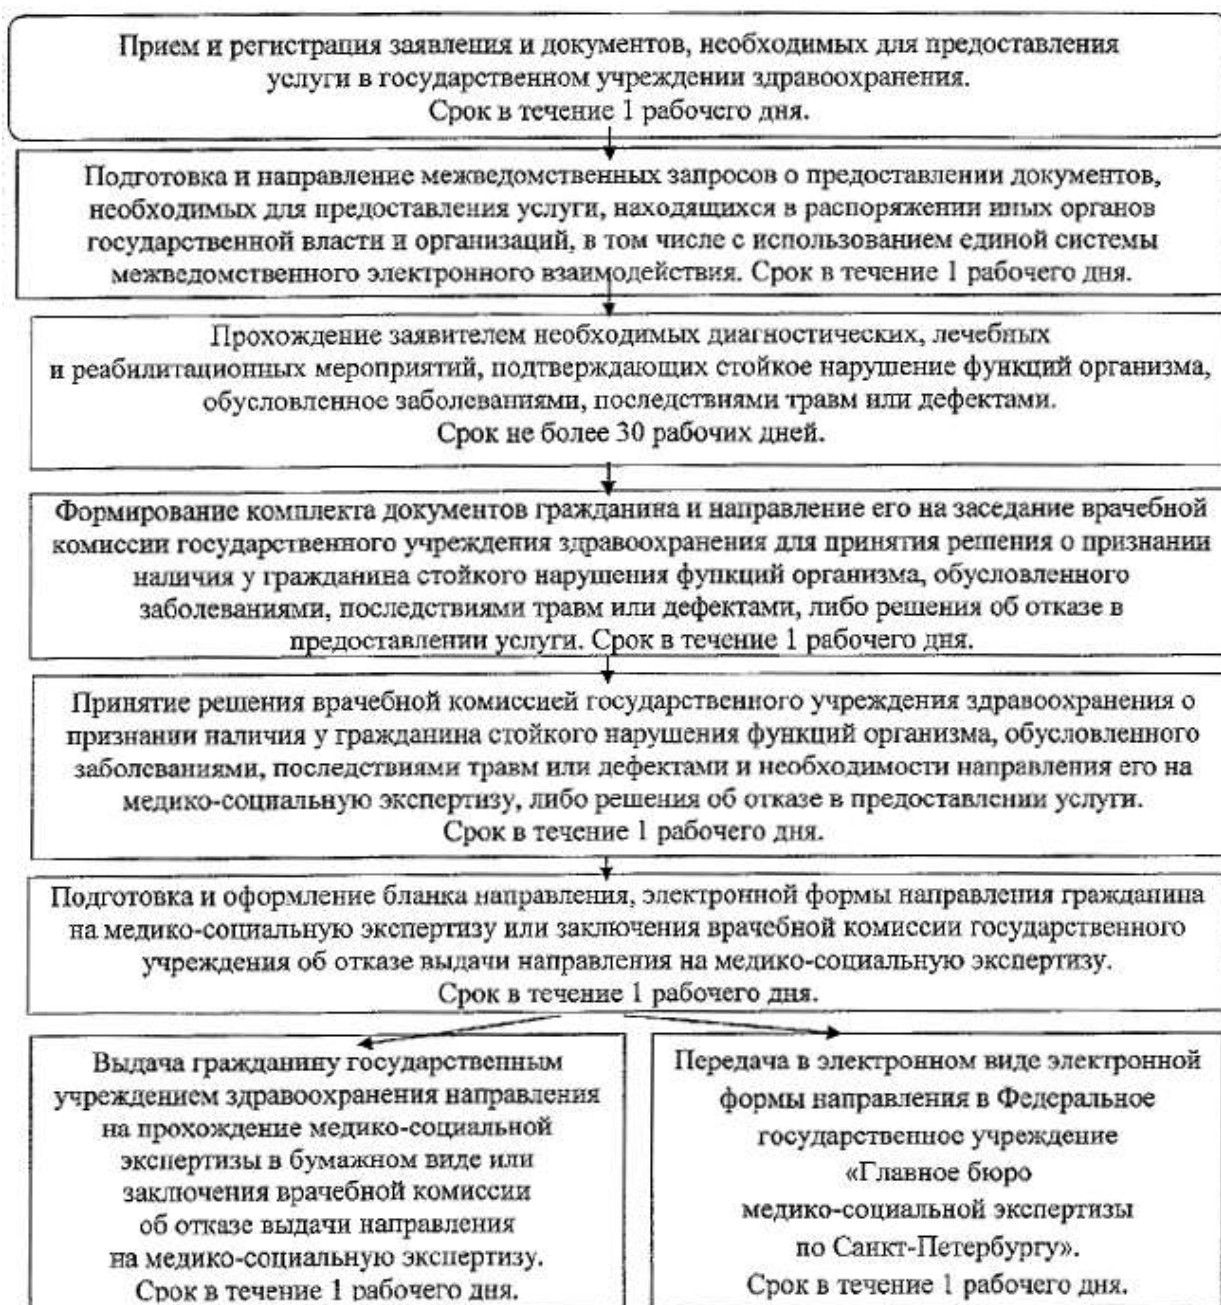 Прием и регистрация заявления и документов, необходимых для предоставления
услуги в государственном учреждении здравоохранения.
Срок в течение 1 рабочего дня.
Подготовка и направление межведомственных запросов о предоставлении документов,
необходимых для предоставления услуги, находящихся в распоряжении иных органов
государственной власти и организаций, в том числе с использованием единой системы
межведомственного электронного взаимодействия. Срок в течение 1 рабочего дня.
Прохождение заявителем необходимых диагностических, лечебных
и реабилитационных мероприятий, подтверждающих стойкое нарушение функций организма,
обусловленное заболеваниями, последствиями травм или дефектами.
Срок не более 30 рабочих дней.
Формирование комплекта документов гражданина и направление его на заседание врачебной
комиссии государственного учреждения здравоохранения для принятия решения о признании
наличия у гражданина стойкого нарушения функций организма, обусловленного
заболеваниями, последствиями травм или дефектами, либо решения об отказе в
предоставлении услуги. Срок в течение 1 рабочего дня.
Принятие решения врачебной комиссией государственного учреждения здравоохранения о
признании наличия у гражданина стойкого нарушения функций организма, обусловленного
заболеваниями, последствиями травм или дефектами и необходимости направления его на
медико-социальную экспертизу, либо решения об отказе в предоставлении услуги.
Срок в течение 1 рабочего дня.
Подготовка и оформление бланка направления, электронной формы направления гражданина
на медико-социальную экспертизу или заключения врачебной комиссии государственного
учреждения об отказе выдачи направления на медико-социальную экспертизу.
Срок в течение 1 рабочего дня.
Выдача гражданину государственным
учреждением здравоохранения направления
на прохождение медико-социальной
экспертизы в бумажном виде или
заключения врачебной комиссии
об отказе выдачи направления
на медико-социальную экспертизу.
Срок в течение 1 рабочего дня.
Передача в электронном виде электронной
формы направления в Федеральное
государственное учреждение
«Главное бюро
медико-социальной экспертизы
по Санкт-Петербургу».
Срок в течение 1 рабочего дня.